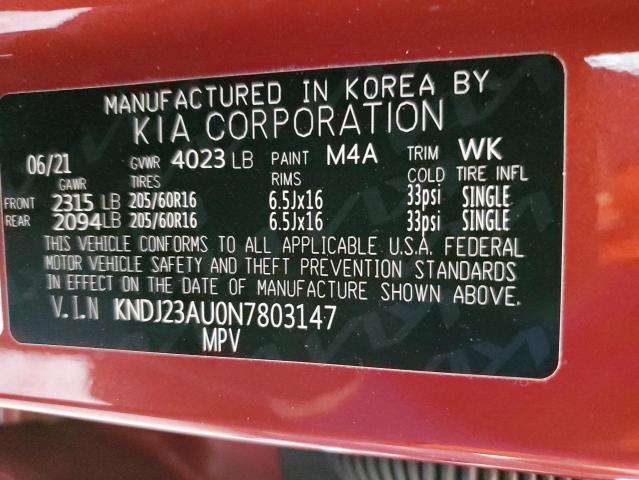 MANUFACTURED IN KOREA BY
KIA CORPORATION
06/21 GVWR 4023 LB PAINT M4A TRIM WK
GAWR TIRES RIMS COLD TIRE INFL
FRONT 2315 LB 205/60R16 6.5Jx16 33psi SINGLE
REAR 2094LB 205/60R16 6.5Jx16 33psi SINGLE
THIS VEHICLE CONFORMS TO ALL APPLICABLE U.S.A. FEDERAL
MOTOR VEHICLE SAFETY AND THEFT PREVENTION STANDARDS
IN EFFECT ON THE DATE OF MANUFACTURE SHOWN ABOVE.
V.I.N KNDJ23AU0N7803147
MPV